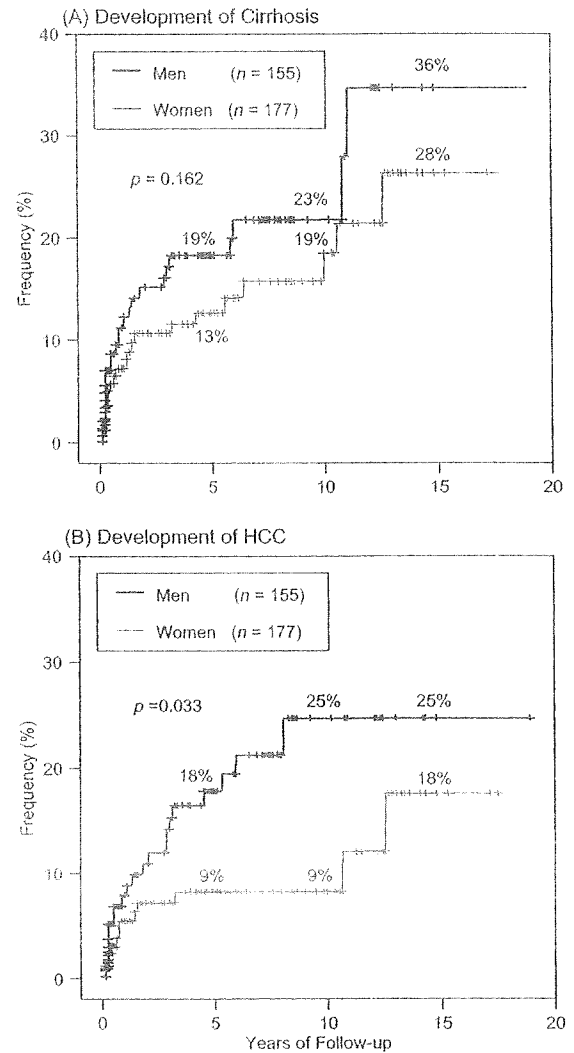 (A) Development of Cirrhosis
40
Men (n = 155)
36%
Women (n = 177)
30
28%
p = 0.162
23%
Frequency (%)
20
19%
19%
13%
10
0
0 5 10 15 20
(B) Development of HCC
40
Men (n = 155)
Women (n = 177)
30
p =0.033
25% 25%
Frequency (%)
20
18%
18%
10
9% 9%
0
0 5 10 15 20
Years of Follow-up